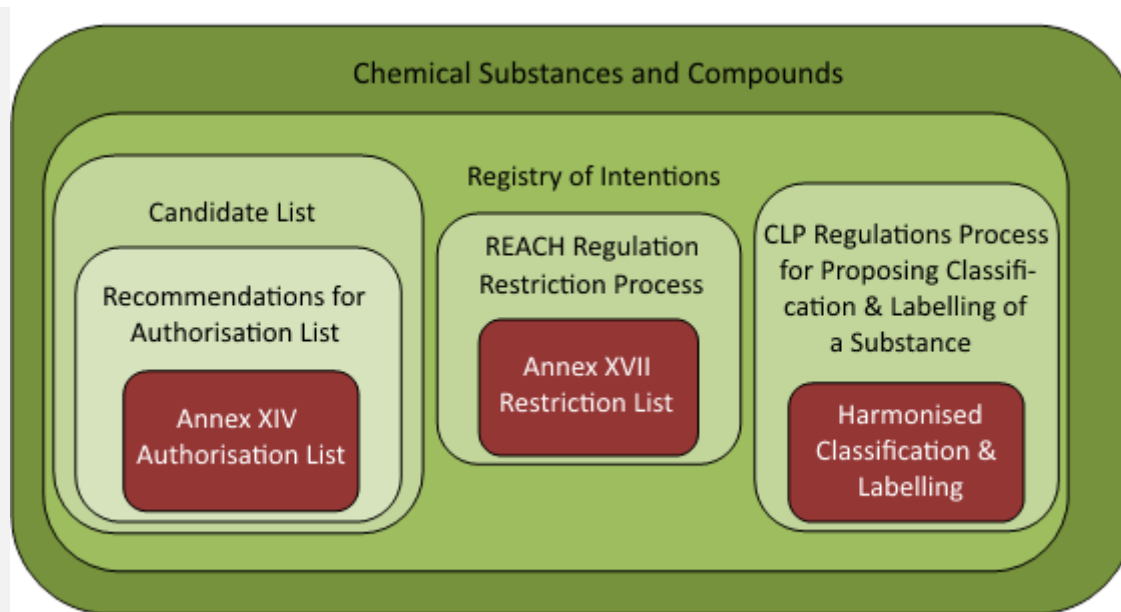 Chemical Substances and Compounds
Registry of Intentions
Candidate List
Recommendations for
Authorisation List
Annex XIV
Authorisation List
REACH Regulation
Restriction Process
Annex XVII
Restriction List
CLP Regulations Process
for Proposing Classifi-
cation & Labelling of
a Substance
Harmonised
Classification &
Labelling